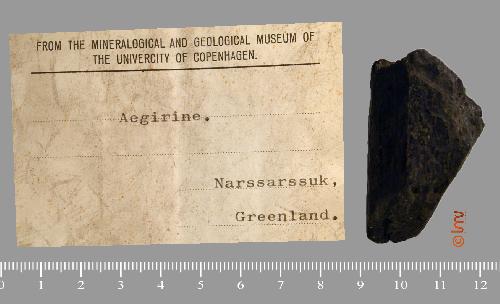 FROM THE MINERALOGICAL AND GEOLOGICAL MUSEUM OF
THE UNIVERCITY OF COPENHAGEN.
Aegirine.
Narssarssuk,
Greenland.
0 1 2 3 4 5 6 7 8 9 10 11 12